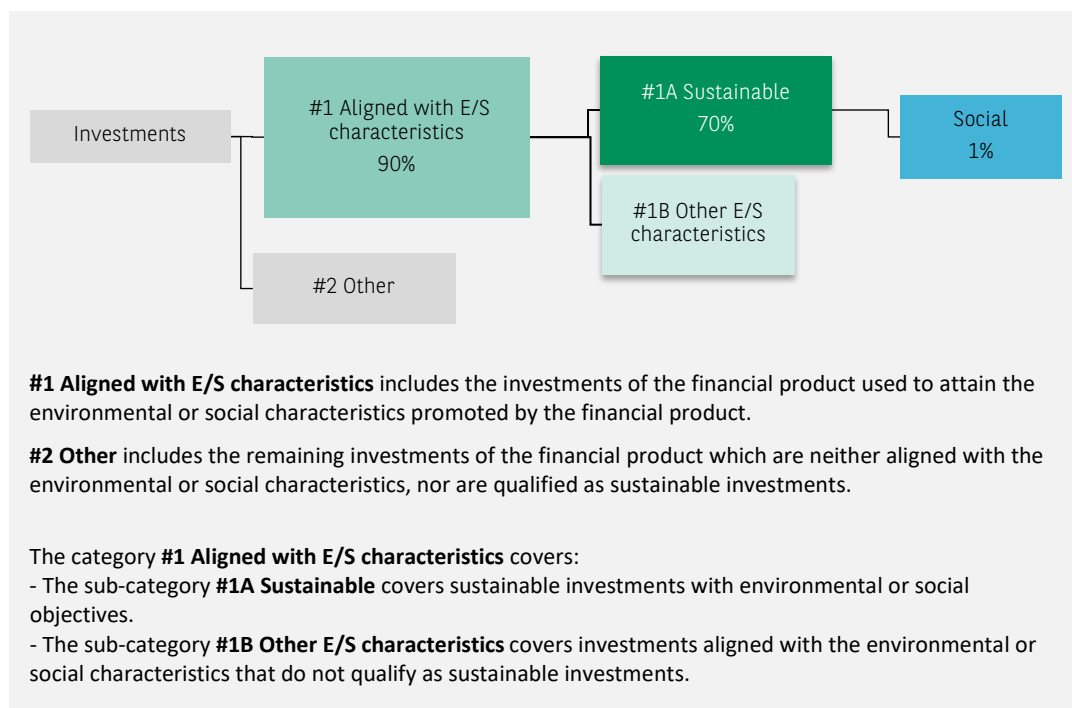 Investments
#1 Aligned with E/S
characteristics
90%
#2 Other
#1A Sustainable
70%
#1B Other E/S
characteristics
Social
1%
#1 Aligned with E/S characteristics includes the investments of the financial product used to attain the
environmental or social characteristics promoted by the financial product.
#2 Other includes the remaining investments of the financial product which are neither aligned with the
environmental or social characteristics, nor are qualified as sustainable investments.
The category #1 Aligned with E/S characteristics covers:
- The sub-category #1A Sustainable covers sustainable investments with environmental or social
objectives.
- The sub-category #1B Other E/S characteristics covers investments aligned with the environmental or
social characteristics that do not qualify as sustainable investments.